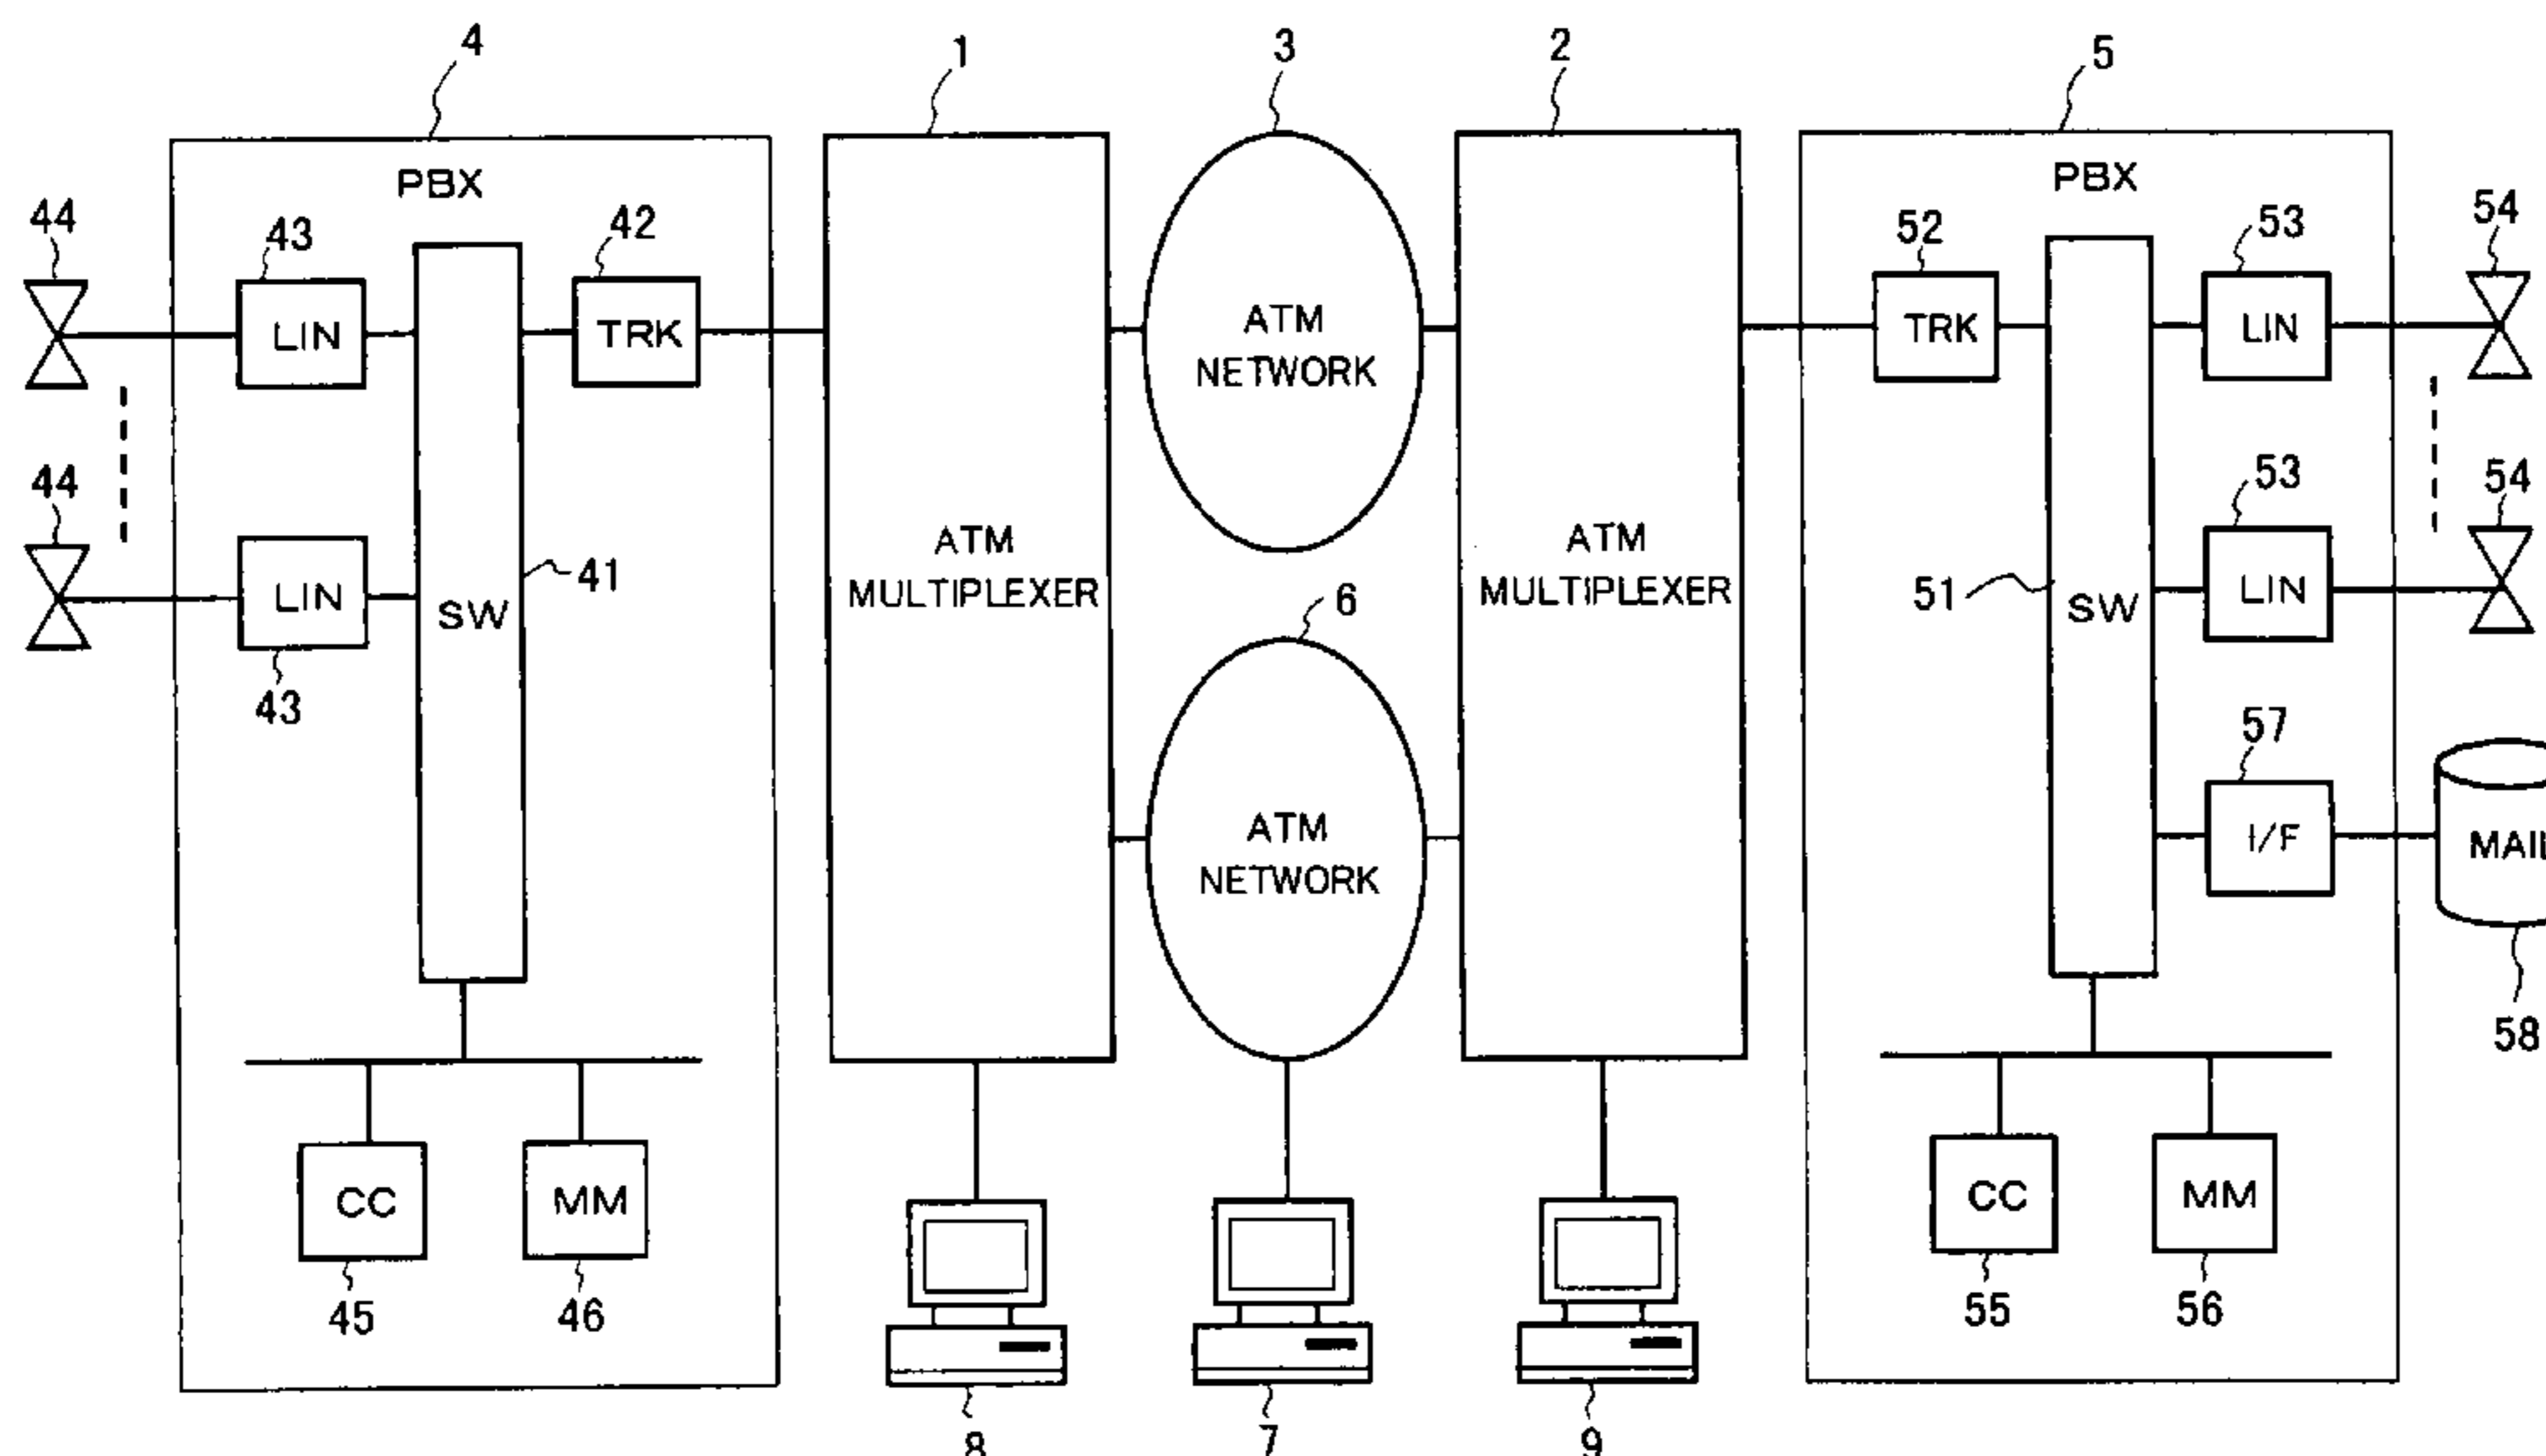 4
1
3
2
5
PBX
PBX
44
43
42
52
53
54
LIN
TRK
ATM
NETWORK
TRK
LIN
44
LIN
43
41
SW
ATM
MULTIPLEXER
ATM
MULTIPLEXER
6
51
SW
53
LIN
54
ATM
NETWORK
57
I/F
MAIL
58
CC
MM
CC
MM
45
46
55
56
8
7
9